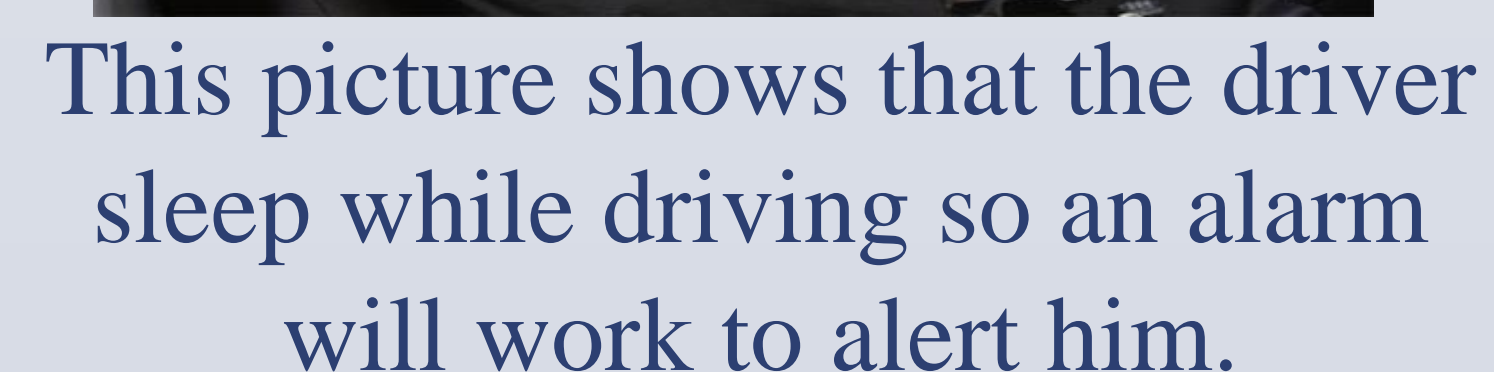 This picture shows that the driver
sleep while driving so an alarm
will work to alert him.